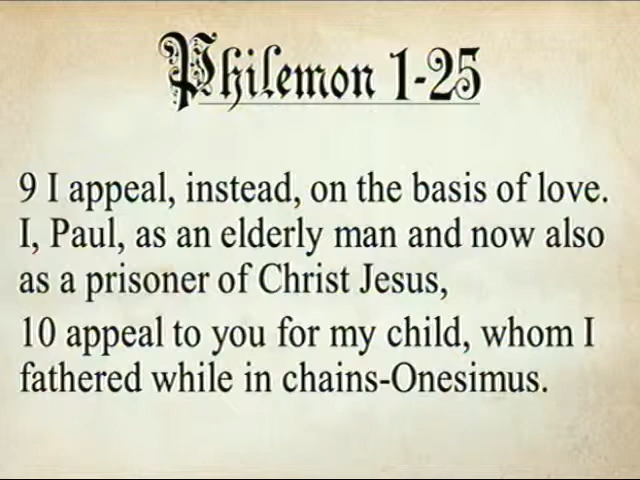 Philemon 1-25
9 I appeal, instead, on the basis of love.
I, Paul, as an elderly man and now also
as a prisoner of Christ Jesus,
10 appeal to you for my child, whom I
fathered while in chains-Onesimus.